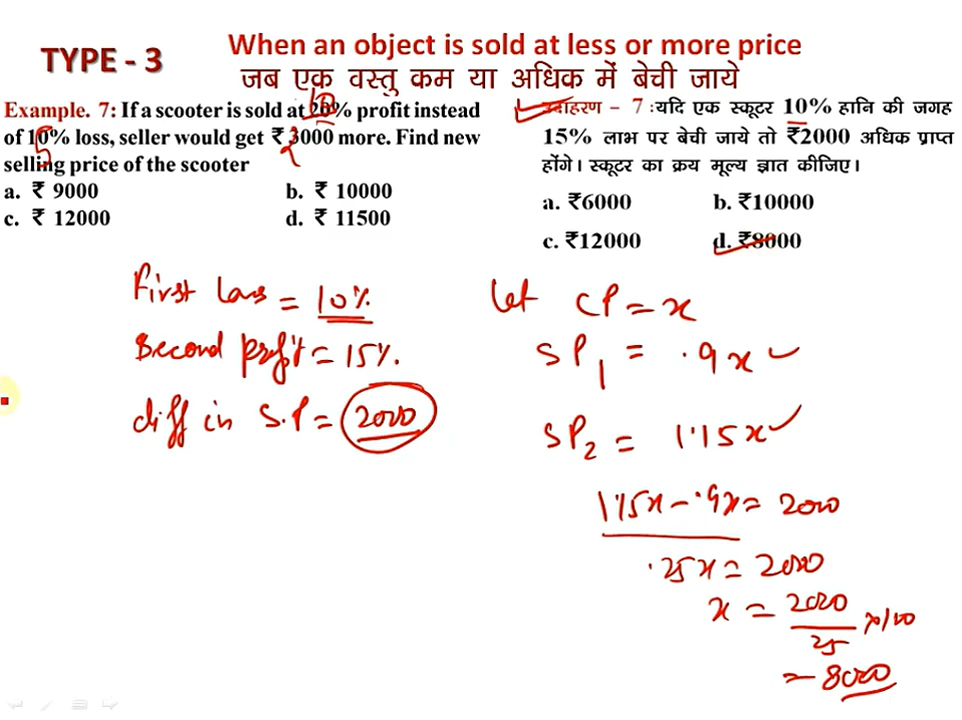 TYPE - 3
When an object is sold at less or more price
जब एक वस्तु कम या अधिक में बेची जाये
Example. 7: If a scooter is sold at 20% profit instead
of 10% loss, seller would get ₹ 3000 more. Find new
selling price of the scooter
a. ₹ 9000
b. ₹ 10000
c. ₹ 12000
d. ₹ 11500
उदाहरण – 7 :यदि एक स्कूटर 10% हानि की जगह
15% लाभ पर बेची जाये तो ₹2000 अधिक प्राप्त
होंगे। स्कूटर का क्रय मूल्य ज्ञात कीजिए।
a. ₹6000
b. ₹10000
c. ₹12000
d. ₹8000
First loss = 10%
Second profit = 15%.
diff in S.P = 2000
let CP = x
SP1 = .9x
SP2 = 1.15x
1.15x - .9x = 2000
.25x = 2000
x = 2000/25 x100
= 8000